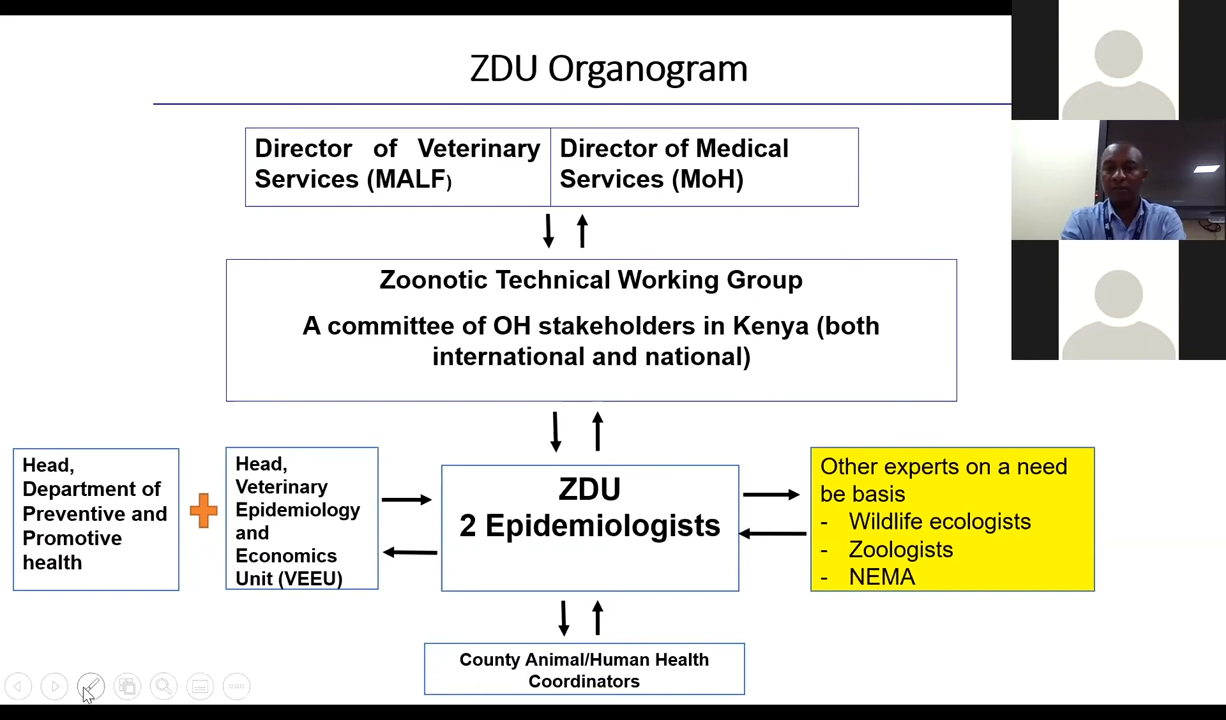 ZDU Organogram
Director of Veterinary
Services (MALF)
Director of Medical
Services (MoH)
Zoonotic Technical Working Group
A committee of OH stakeholders in Kenya (both
international and national)
Head,
Department of
Preventive and
Promotive
health
Head,
Veterinary
Epidemiology
and
Economics
Unit (VEEU)
ZDU
2 Epidemiologists
Other experts on a need
be basis
- Wildlife ecologists
- Zoologists
- NEMA
County Animal/Human Health
Coordinators